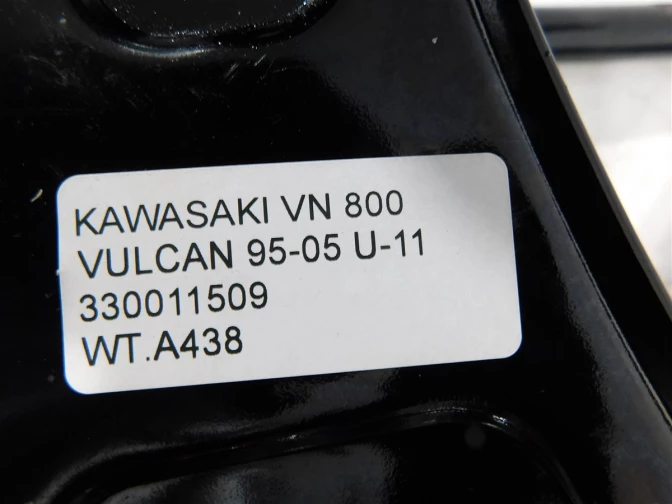 KAWASAKI VN 800
VULCAN 95-05 U-11
330011509
WT.A438